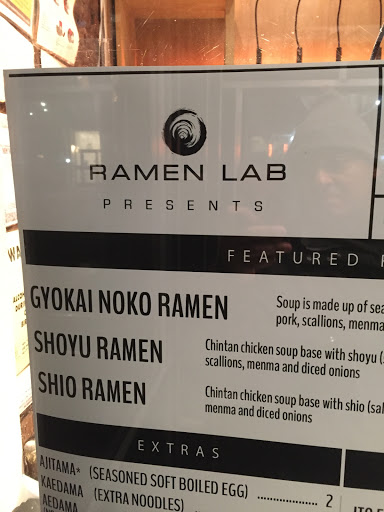 RAMEN LAB
PRESENTS
FEATURED
GYOKAI NOKO RAMEN
Soup is made up of sea
pork, scallions, menma
SHOYU RAMEN
Chintan chicken soup base with shoyu (
scallions, menma and diced onions
SHIO RAMEN
Chintan chicken soup base with shio (sal
menma and diced onions
EXTRAS
AJITAMA* (SEASONED SOFT BOILED EGG) .................. 2
KAEDAMA (EXTRA NOODLES)
AEDAMA